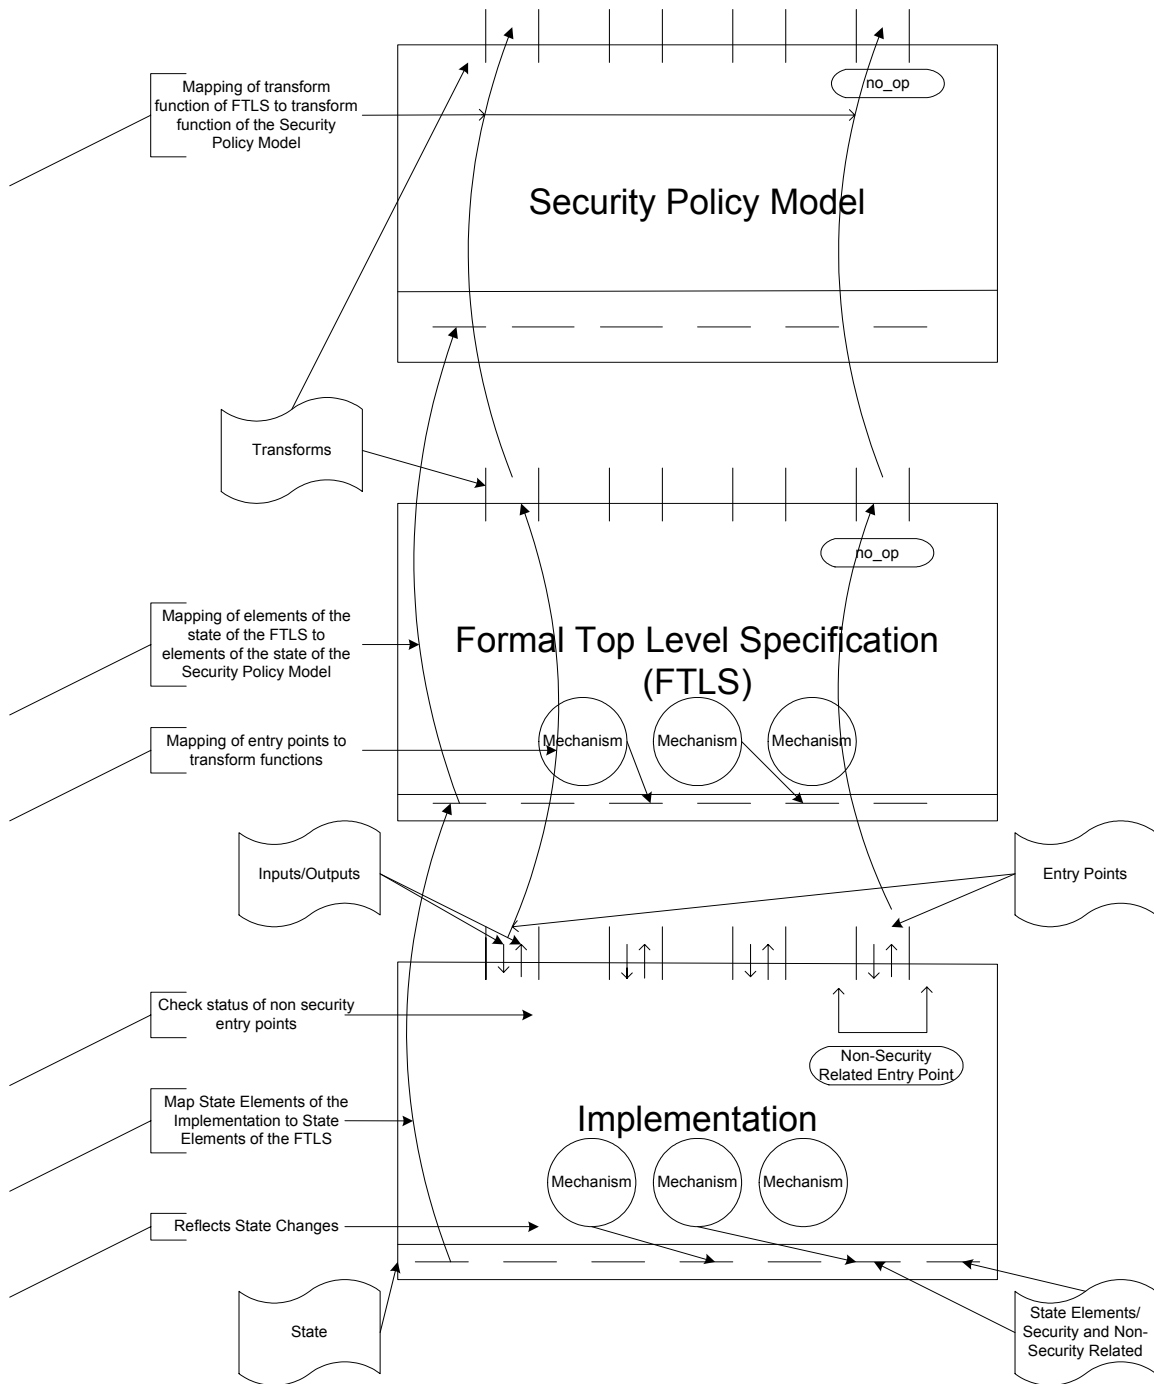 no_op
Mapping of transform
function of FTLS to transform
function of the Security
Policy Model
Security Policy Model
Transforms
no_op
Mapping of elements of the
state of the FTLS to
elements of the state of the
Security Policy Model
Formal Top Level Specification
(FTLS)
Mapping of entry points to
transform functions
Mechanism
Mechanism
Mechanism
Inputs/Outputs
Entry Points
Check status of non security
entry points
Non-Security
Related Entry Point
Map State Elements of the
Implementation to State
Elements of the FTLS
Implementation
Mechanism
Mechanism
Mechanism
Reflects State Changes
State
State Elements/
Security and Non-
Security Related